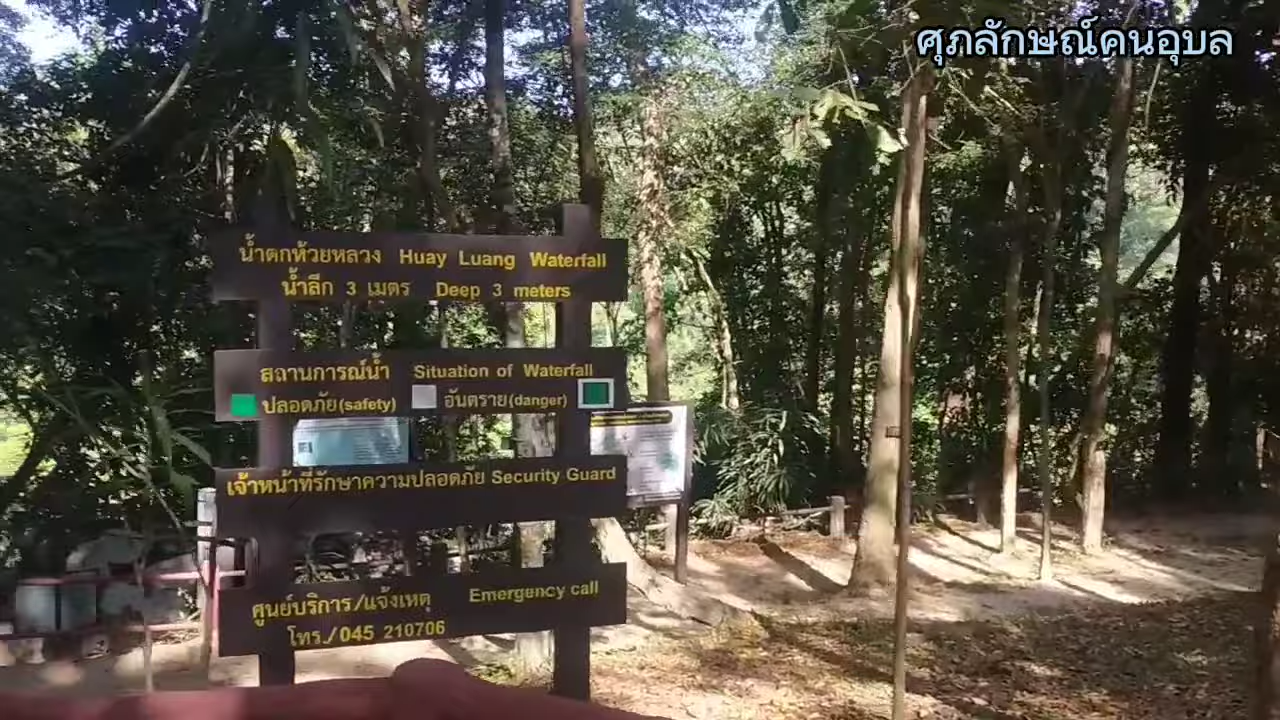 ศุภลักษณ์คนอุบล
น้ำตกห้วยหลวง Huay Luang Waterfall
น้ำลึก 3 เมตร Deep 3 meters
สถานการณ์น้ำ Situation of Waterfall
ปลอดภัย(safety) อันตราย(danger)
เจ้าหน้าที่รักษาความปลอดภัย Security Guard
ศูนย์บริการ/แจ้งเหตุ Emergency call
โทร./045 210706